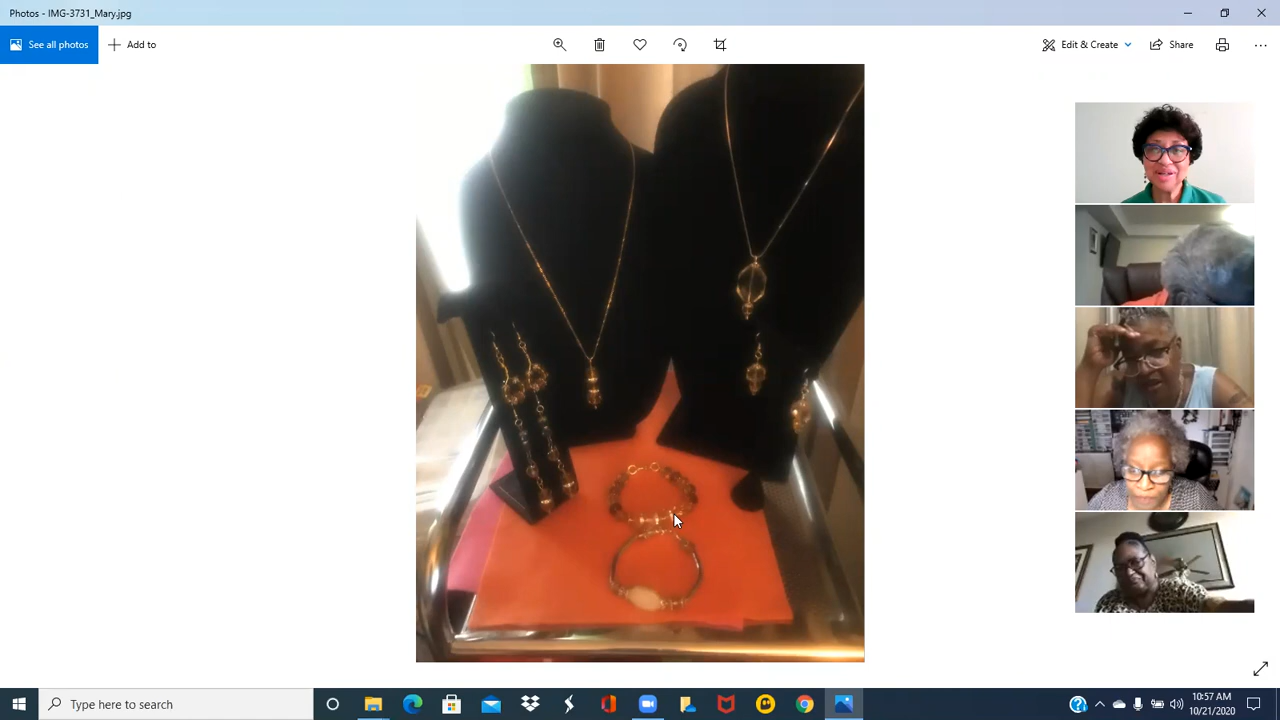 Photos - IMG-3731_Mary.jpg
See all photos
Add to
Edit & Create
Share
Type here to search
10:57 AM
10/21/2020